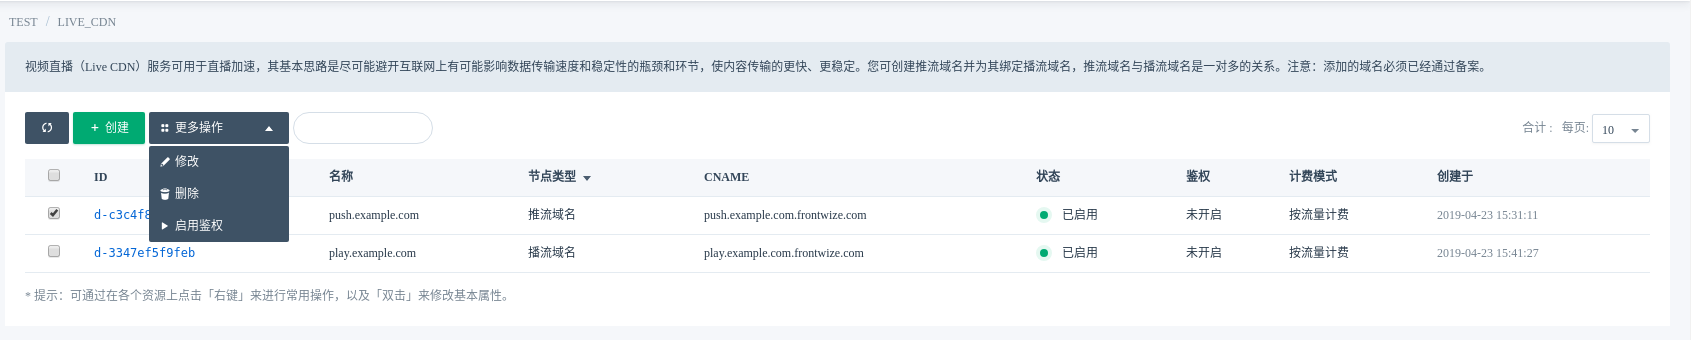 TEST / LIVE_CDN
视频直播（Live CDN）服务可用于直播加速，其基本思路是尽可能避开互联网上有可能影响数据传输速度和稳定性的瓶颈和环节，使内容传输的更快、更稳定。您可创建推流域名并为其绑定播流域名，推流域名与播流域名是一对多的关系。注意：添加的域名必须已经通过备案。
+ 创建 更多操作 合计： 每页: 10
修改
ID 名称 节点类型 CNAME 状态 鉴权 计费模式 创建于
删除
d-c3c4f8 push.example.com 推流域名 push.example.com.frontwize.com 已启用 未开启 按流量计费 2019-04-23 15:31:11
启用鉴权
d-3347ef5f9feb play.example.com 播流域名 play.example.com.frontwize.com 已启用 未开启 按流量计费 2019-04-23 15:41:27
* 提示：可通过在各个资源上点击「右键」来进行常用操作，以及「双击」来修改基本属性。